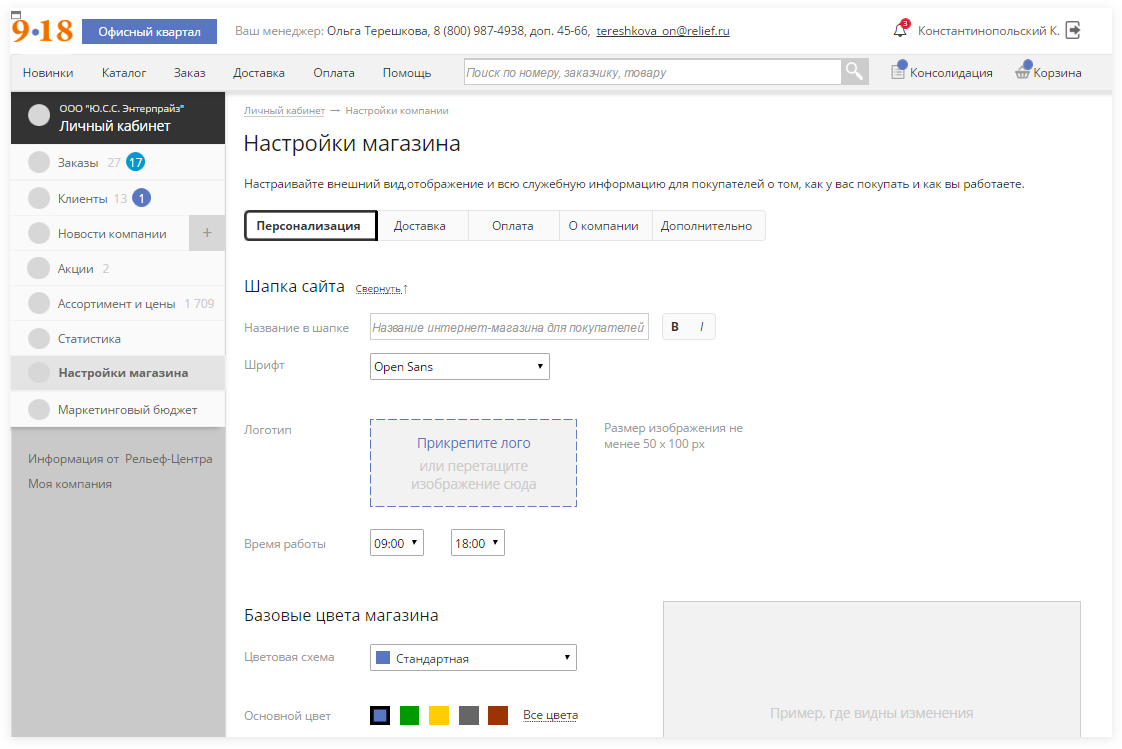 9·18 Офисный квартал Ваш менеджер: Ольга Терешкова, 8 (800) 987-4938, доп. 45-66, tereshkova_on@relief.ru 3 Константинопольский К.
Новинки Каталог Заказ Доставка Оплата Помощь Поиск по номеру, заказчику, товару Консолидация Корзина
ООО "Ю.С.С. Энтерпрайз"
Личный кабинет
Заказы 27 17
Клиенты 13 1
Новости компании +
Акции 2
Ассортимент и цены 1 709
Статистика
Настройки магазина
Маркетинговый бюджет
Информация от Рельеф-Центра
Моя компания
Личный кабинет → Настройки компании
Настройки магазина
Настраивайте внешний вид,отображение и всю служебную информацию для покупателей о том, как у вас покупать и как вы работаете.
Персонализация Доставка Оплата О компании Дополнительно
Шапка сайта Свернуть ↑
Название в шапке Название интернет-магазина для покупателей B I
Шрифт Open Sans
Логотип
Прикрепите лого
или перетащите
изображение сюда
Размер изображения не
менее 50 x 100 px
Время работы 09:00 18:00
Базовые цвета магазина
Цветовая схема Стандартная
Основной цвет Все цвета
Пример, где видны изменения